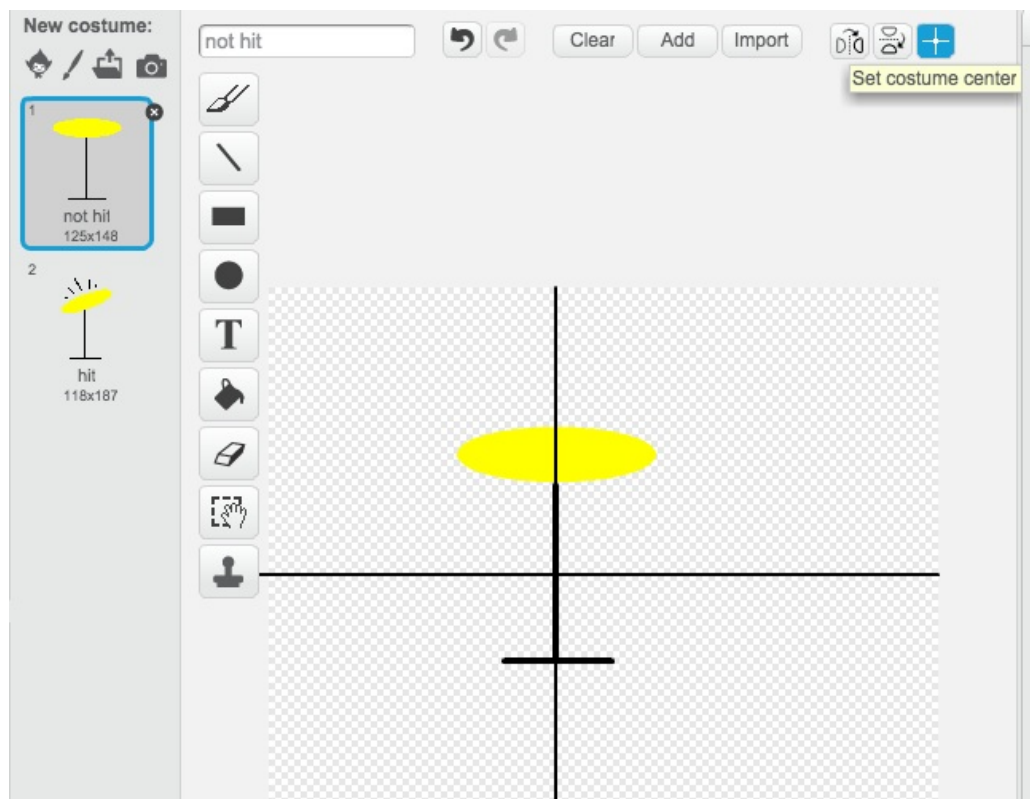 New costume:
not hit
Clear
Add
Import
Set costume center
1
not hit
125x148
2
hit
118x187
T